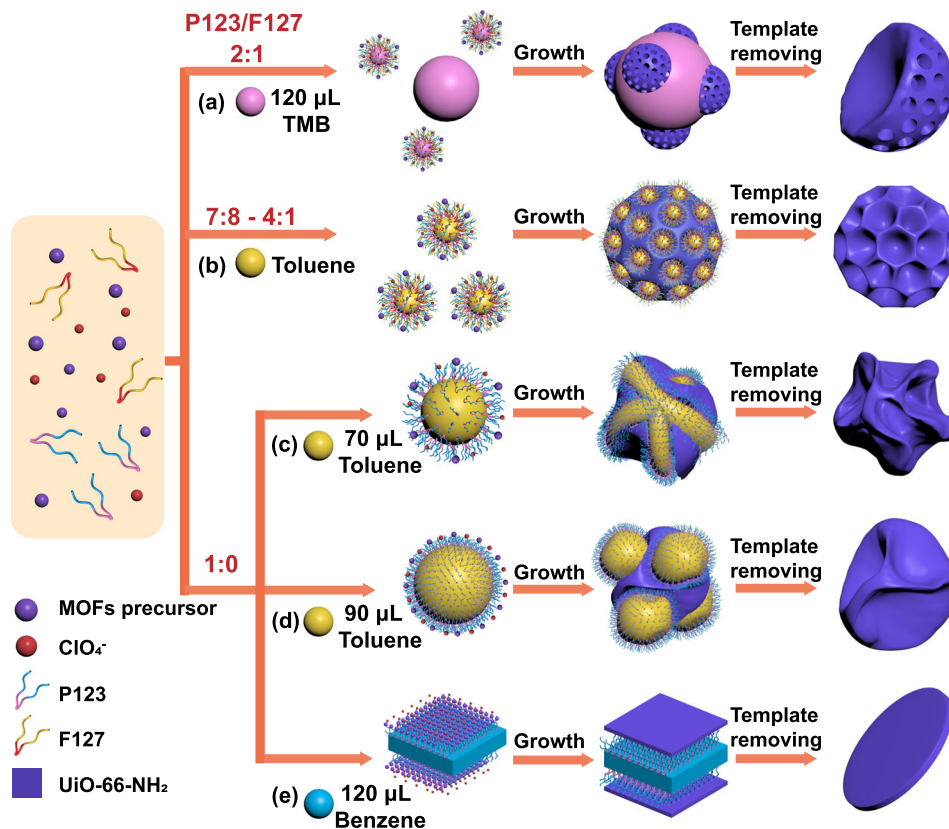 P123/F127
2:1
(a)
120 µL
TMB
Growth
Template
removing
7:8 - 4:1
(b)
Toluene
Growth
Template
removing
(c)
70 µL
Toluene
Growth
Template
removing
1:0
(d)
90 µL
Toluene
Growth
Template
removing
(e)
120 µL
Benzene
Growth
Template
removing
MOFs precursor
ClO₄⁻
P123
F127
UiO-66-NH₂